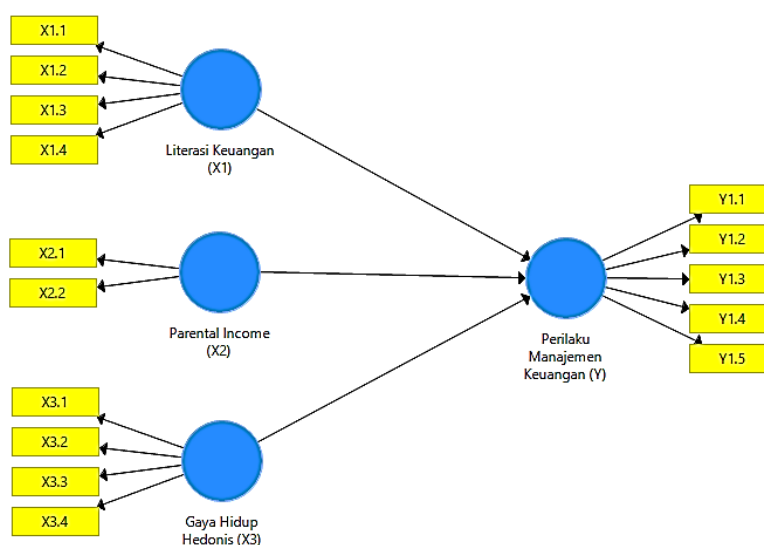 X1.1
X1.2
X1.3
X1.4
Literasi Keuangan
(X1)
X2.1
X2.2
Parental Income
(X2)
X3.1
X3.2
X3.3
X3.4
Gaya Hidup
Hedonis (X3)
Perilaku
Manajemen
Keuangan (Y)
Y1.1
Y1.2
Y1.3
Y1.4
Y1.5